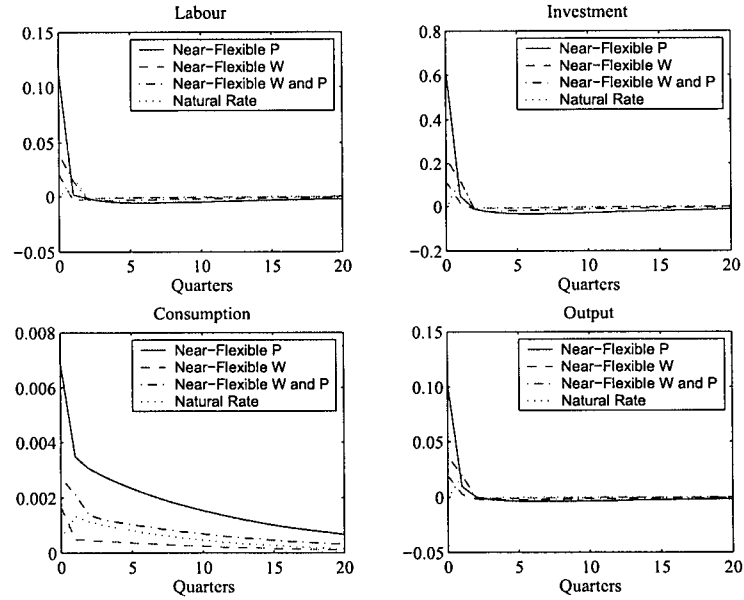 Labour
0.15
0.10
0.05
0
−0.05
Near−Flexible P
Near−Flexible W
Near−Flexible W and P
Natural Rate
0 5 10 15 20
Quarters
Investment
0.8
0.6
0.4
0.2
0
−0.2
Near−Flexible P
Near−Flexible W
Near−Flexible W and P
Natural Rate
0 5 10 15 20
Quarters
Consumption
0.008
0.006
0.004
0.002
0
Near−Flexible P
Near−Flexible W
Near−Flexible W and P
Natural Rate
0 5 10 15 20
Quarters
Output
0.15
0.10
0.05
0
−0.05
Near−Flexible P
Near−Flexible W
Near−Flexible W and P
Natural Rate
0 5 10 15 20
Quarters